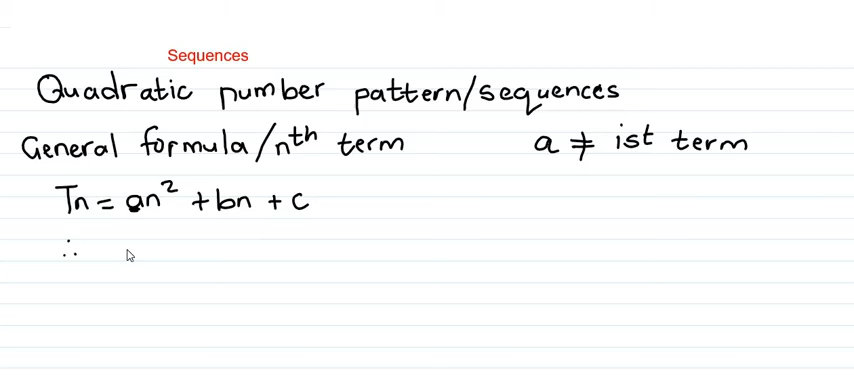 Sequences
Quadratic number pattern/sequences
General formula/nth term a ≠ ist term
Tn = an² + bn + c
∴